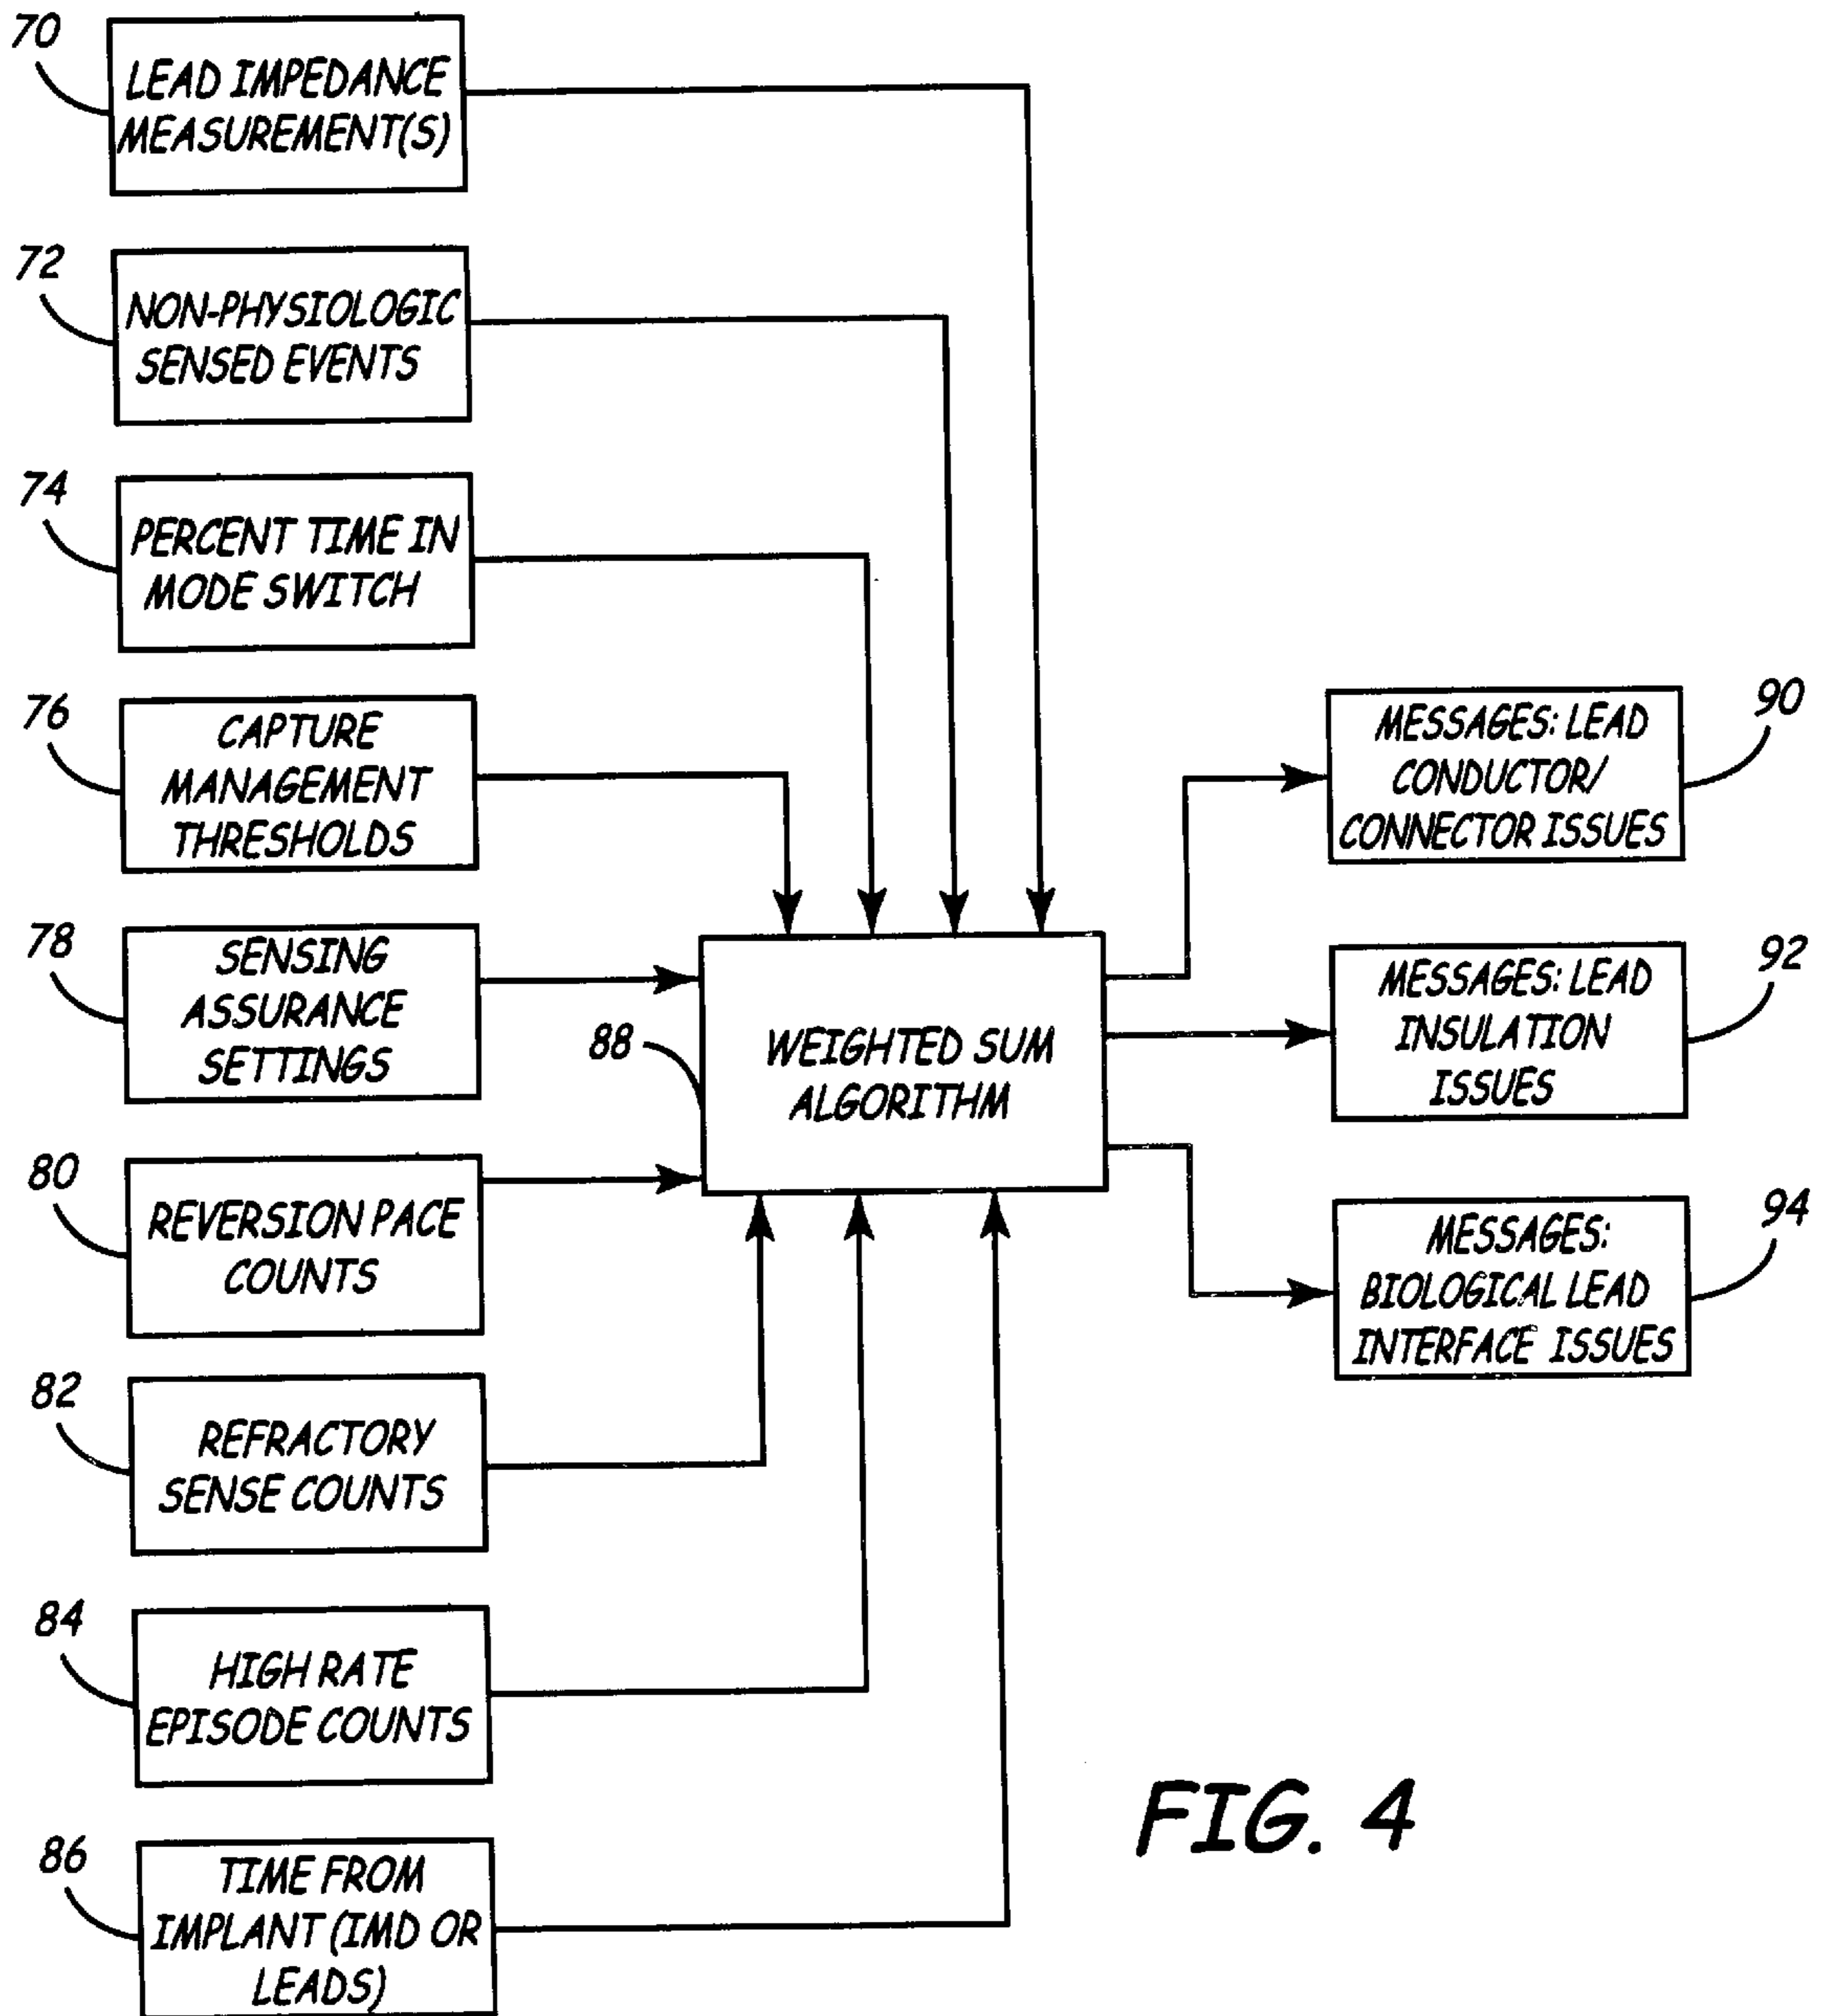 70
LEAD IMPEDANCE
MEASUREMENT(S)
72
NON-PHYSIOLOGIC
SENSED EVENTS
74
PERCENT TIME IN
MODE SWITCH
76
CAPTURE
MANAGEMENT
THRESHOLDS
78
SENSING
ASSURANCE
SETTINGS
80
REVERSION PACE
COUNTS
82
REFRACTORY
SENSE COUNTS
84
HIGH RATE
EPISODE COUNTS
86
TIME FROM
IMPLANT (IMD OR
LEADS)
88
WEIGHTED SUM
ALGORITHM
90
MESSAGES: LEAD
CONDUCTOR/
CONNECTOR ISSUES
92
MESSAGES: LEAD
INSULATION
ISSUES
94
MESSAGES:
BIOLOGICAL LEAD
INTERFACE ISSUES
FIG. 4